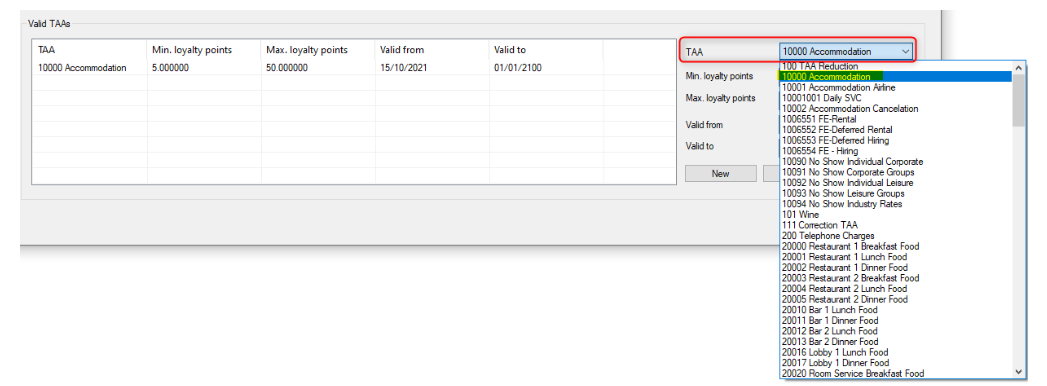 Valid TAAs
TAA Min. loyalty points Max. loyalty points Valid from Valid to
10000 Accommodation 5.000000 50.000000 15/10/2021 01/01/2100
TAA 10000 Accommodation
Min. loyalty points
Max. loyalty points
Valid from
Valid to
New
100 TAA Reduction
10000 Accommodation
10001 Accommodation Airline
10001001 Daily SVC
10002 Accommodation Cancelation
1006551 FE-Rental
1006552 FE-Deferred Rental
1006553 FE-Deferred Hiring
1006554 FE - Hiring
10090 No Show Individual Corporate
10091 No Show Corporate Groups
10092 No Show Individual Leisure
10093 No Show Leisure Groups
10094 No Show Industry Rates
101 Wine
111 Correction TAA
200 Telephone Charges
20000 Restaurant 1 Breakfast Food
20001 Restaurant 1 Lunch Food
20002 Restaurant 1 Dinner Food
20003 Restaurant 2 Breakfast Food
20004 Restaurant 2 Lunch Food
20005 Restaurant 2 Dinner Food
20010 Bar 1 Lunch Food
20011 Bar 1 Dinner Food
20012 Bar 2 Lunch Food
20013 Bar 2 Dinner Food
20016 Lobby 1 Lunch Food
20017 Lobby 1 Dinner Food
20020 Room Service Breakfast Food